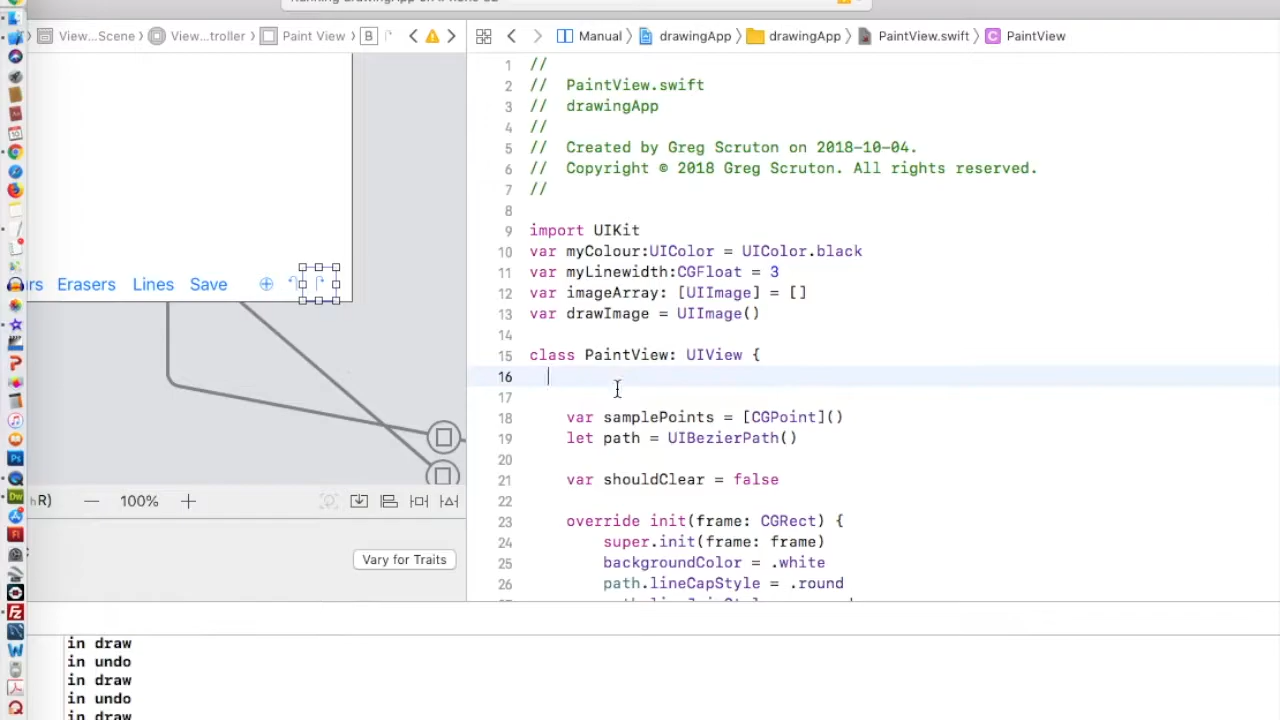 View...Scene
View...troller
Paint View
B
Manual
drawingApp
drawingApp
PaintView.swift
C
PaintView
1 //
2 //  PaintView.swift
3 //  drawingApp
4 //
5 //  Created by Greg Scruton on 2018-10-04.
6 //  Copyright © 2018 Greg Scruton. All rights reserved.
7 //
8
9 import UIKit
10 var myColour:UIColor = UIColor.black
11 var myLinewidth:CGFloat = 3
12 var imageArray: [UIImage] = []
13 var drawImage = UIImage()
14
15 class PaintView: UIView {
16
17
18 var samplePoints = [CGPoint]()
19 let path = UIBezierPath()
20
21 var shouldClear = false
22
23 override init(frame: CGRect) {
24 super.init(frame: frame)
25 backgroundColor = .white
26 path.lineCapStyle = .round
rs Erasers Lines Save
R) — 100% +
Vary for Traits
in draw
in undo
in draw
in undo
in draw